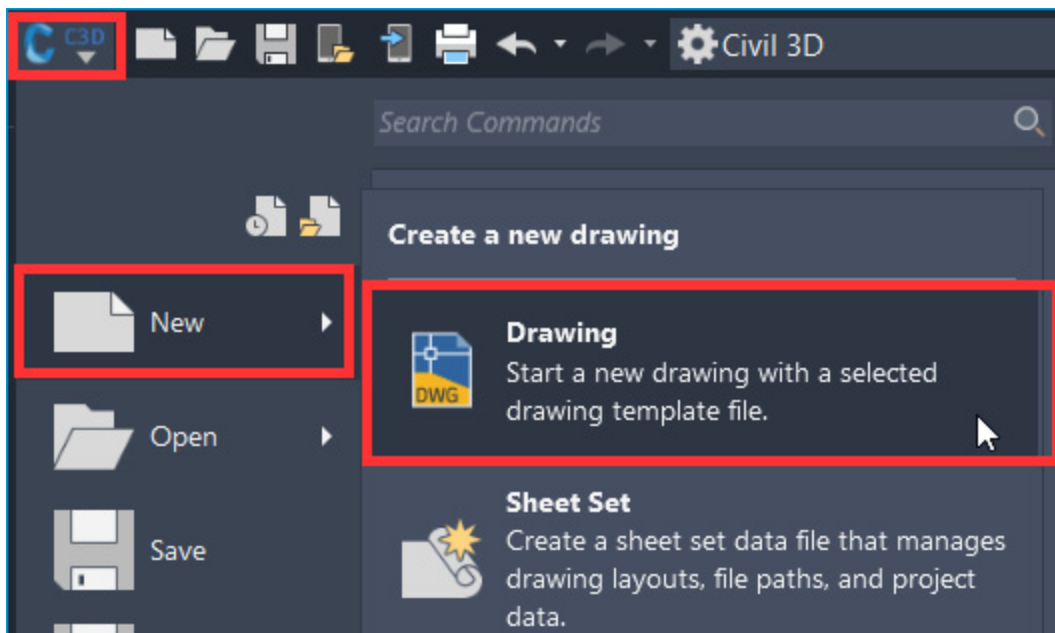 C3D
Civil 3D
Search Commands
Create a new drawing
New
Drawing
Start a new drawing with a selected
drawing template file.
DWG
Open
Save
Sheet Set
Create a sheet set data file that manages
drawing layouts, file paths, and project
data.